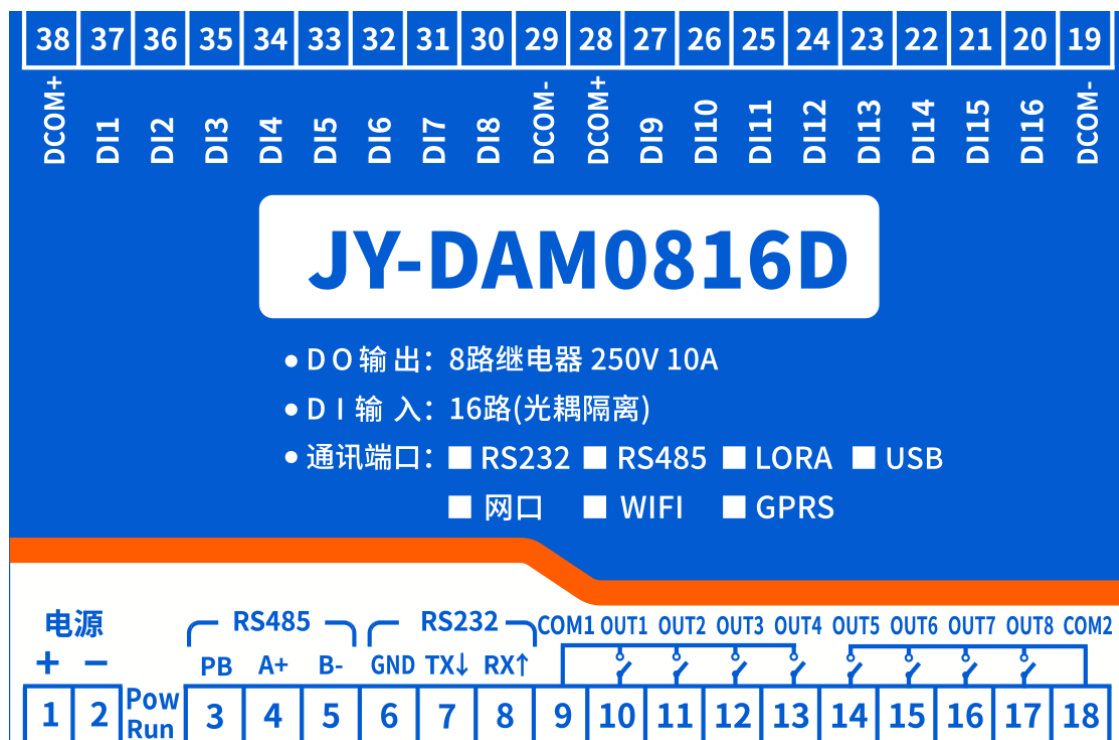 38 37 36 35 34 33 32 31 30 29 28 27 26 25 24 23 22 21 20 19
DCOM+ DI1 DI2 DI3 DI4 DI5 DI6 DI7 DI8 DCOM- DCOM+ DI9 DI10 DI11 DI12 DI13 DI14 DI15 DI16 DCOM-
JY-DAM0816D
● DO输出: 8路继电器 250V 10A
● DI输入: 16路(光耦隔离)
● 通讯端口: ■ RS232 ■ RS485 ■ LORA ■ USB
■ 网口 ■ WIFI ■ GPRS
电源 RS485 RS232 COM1 OUT1 OUT2 OUT3 OUT4 OUT5 OUT6 OUT7 OUT8 COM2
+ − PB A+ B- GND TX↓ RX↑
1 2 Pow Run 3 4 5 6 7 8 9 10 11 12 13 14 15 16 17 18